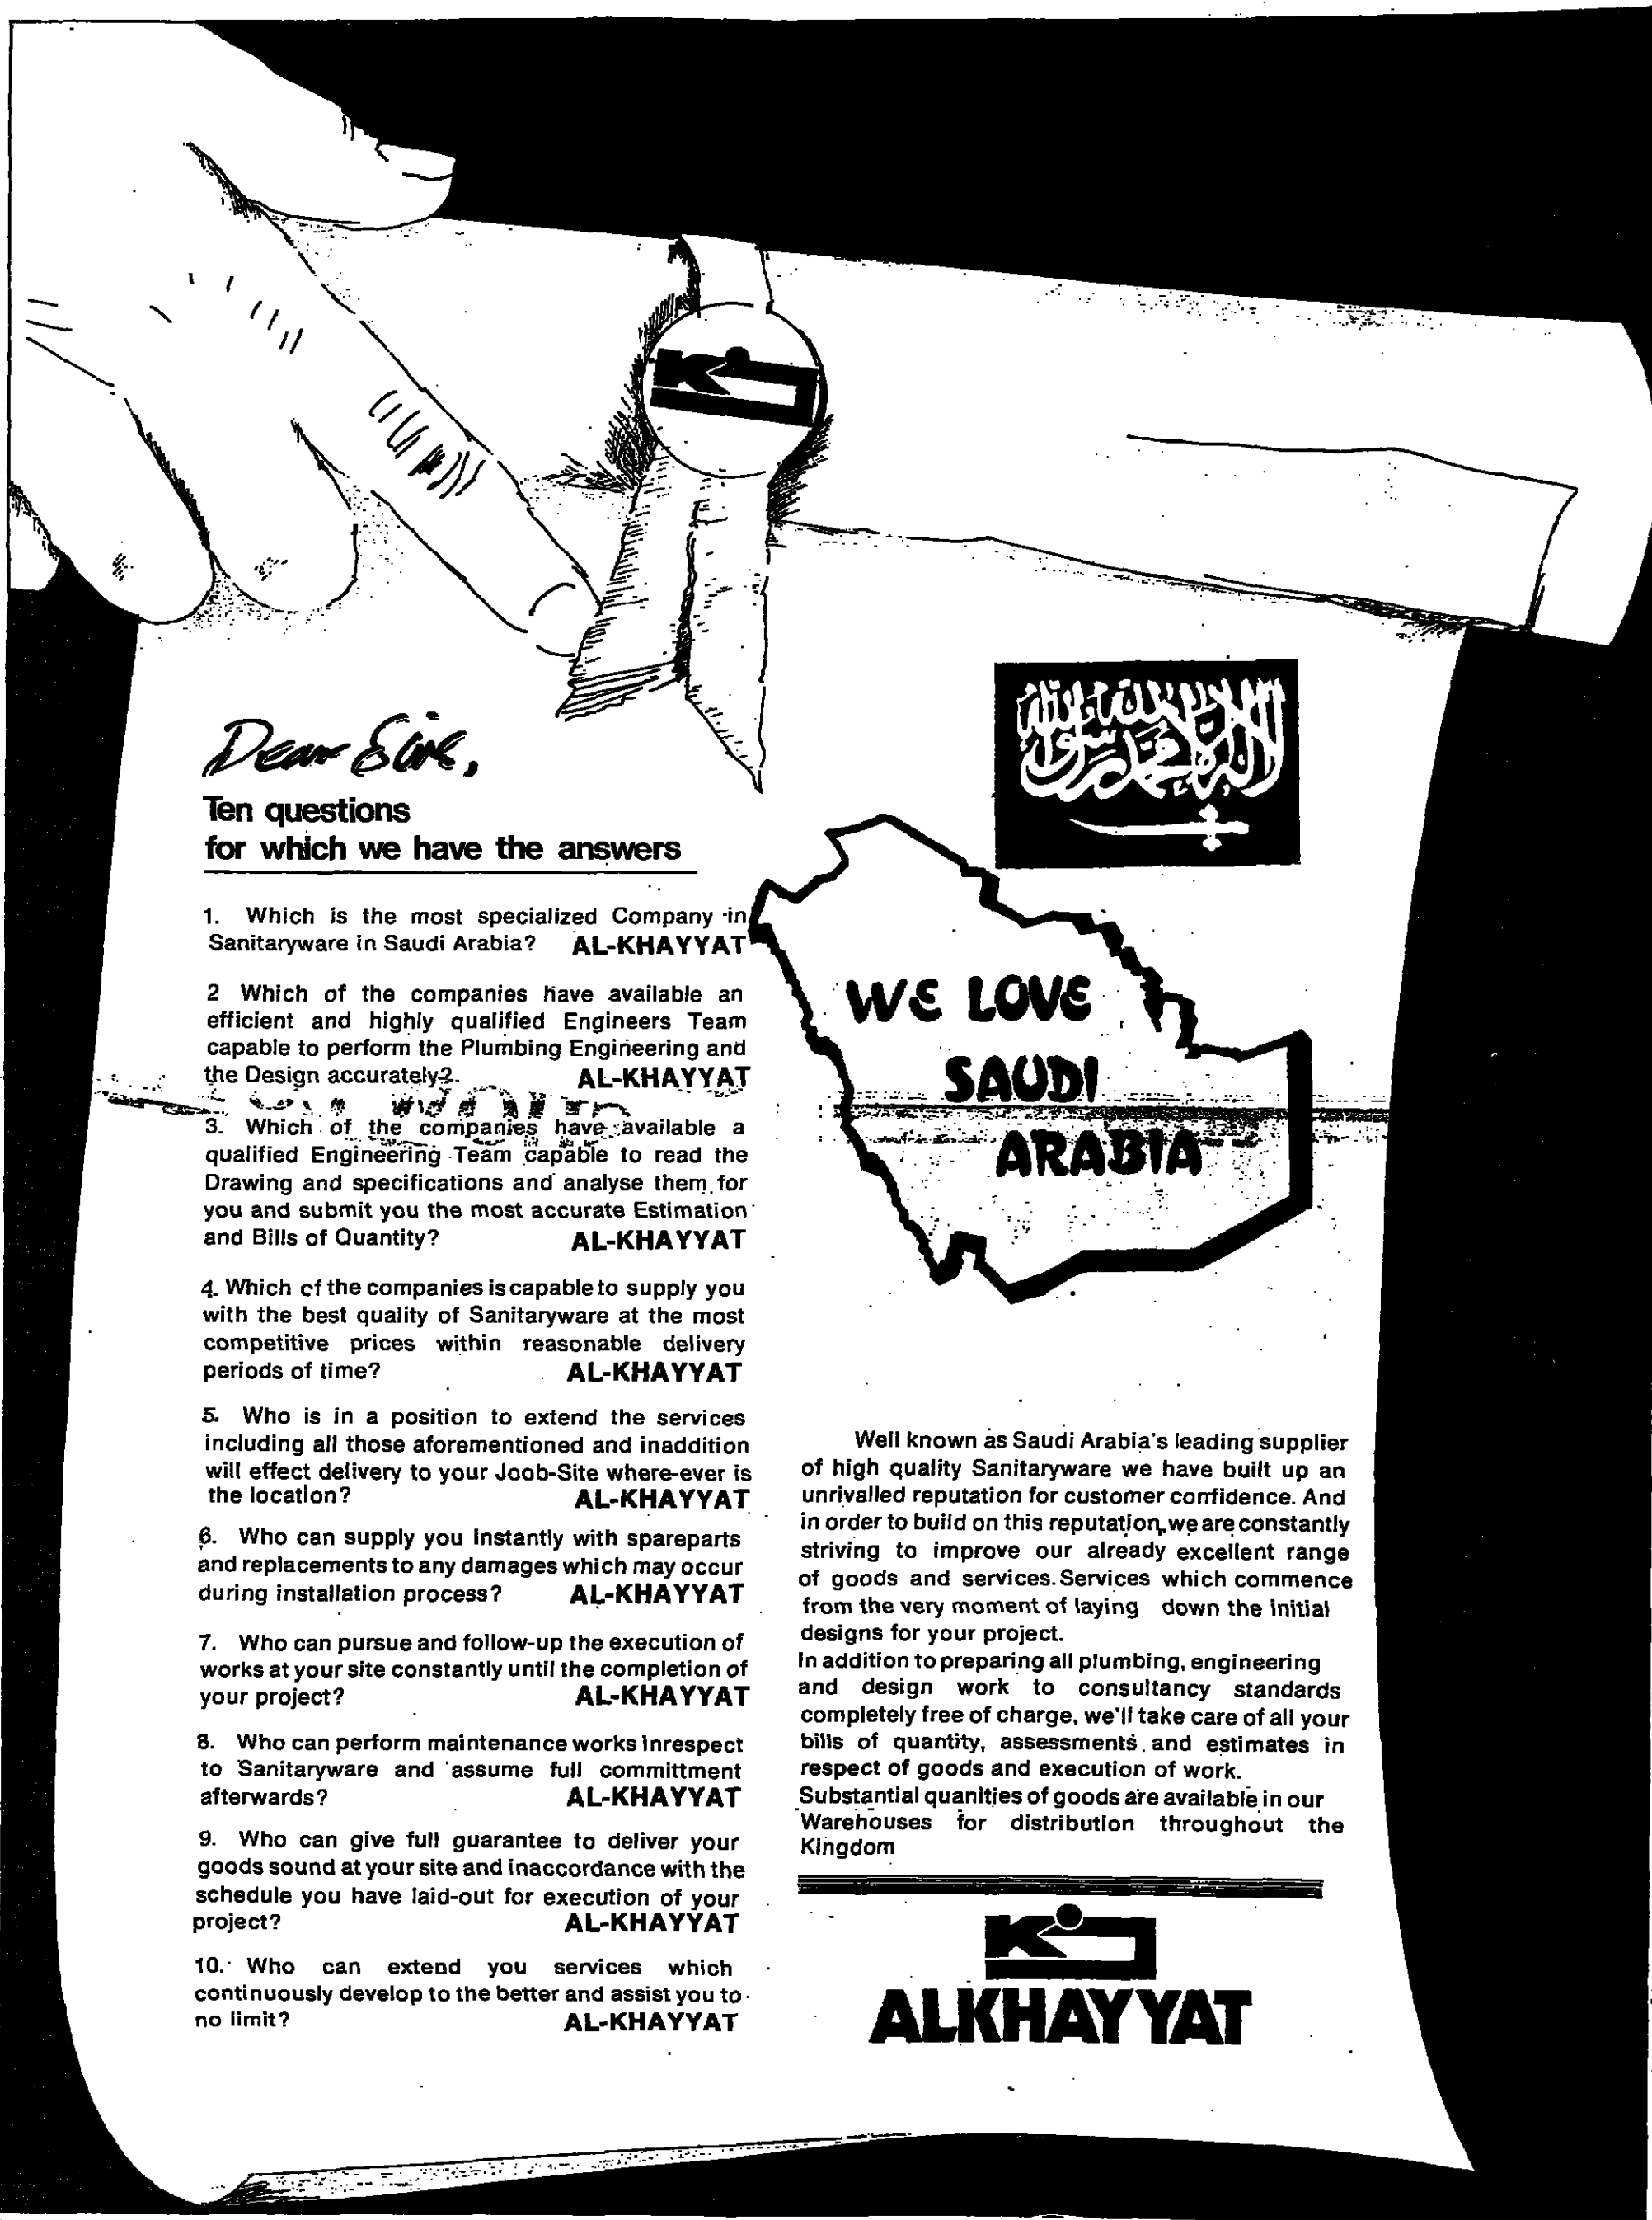 Dear Sirs,
Ten questions
for which we have the answers
1. Which is the most specialized Company in
Sanitaryware in Saudi Arabia? AL-KHAYYAT
2 Which of the companies have available an
efficient and highly qualified Engineers Team
capable to perform the Plumbing Engineering and
the Design accurately? AL-KHAYYAT
3. Which of the companies have available a
qualified Engineering Team capable to read the
Drawing and specifications and analyse them for
you and submit you the most accurate Estimation
and Bills of Quantity? AL-KHAYYAT
4. Which of the companies is capable to supply you
with the best quality of Sanitaryware at the most
competitive prices within reasonable delivery
periods of time? AL-KHAYYAT
5. Who is in a position to extend the services
including all those aforementioned and inaddition
will effect delivery to your Joob-Site where-ever is
the location? AL-KHAYYAT
6. Who can supply you instantly with spareparts
and replacements to any damages which may occur
during installation process? AL-KHAYYAT
7. Who can pursue and follow-up the execution of
works at your site constantly until the completion of
your project? AL-KHAYYAT
8. Who can perform maintenance works inrespect
to Sanitaryware and assume full committment
afterwards? AL-KHAYYAT
9. Who can give full guarantee to deliver your
goods sound at your site and inaccordance with the
schedule you have laid-out for execution of your
project? AL-KHAYYAT
10. Who can extend you services which
continuously develop to the better and assist you to
no limit? AL-KHAYYAT
لا إله إلا الله محمد رسول الله
WE LOVE
SAUDI
ARABIA
Well known as Saudi Arabia's leading supplier
of high quality Sanitaryware we have built up an
unrivalled reputation for customer confidence. And
in order to build on this reputation, we are constantly
striving to improve our already excellent range
of goods and services. Services which commence
from the very moment of laying down the initial
designs for your project.
In addition to preparing all plumbing, engineering
and design work to consultancy standards
completely free of charge, we'll take care of all your
bills of quantity, assessments and estimates in
respect of goods and execution of work.
Substantial quanities of goods are available in our
Warehouses for distribution throughout the
Kingdom
ALKHAYYAT